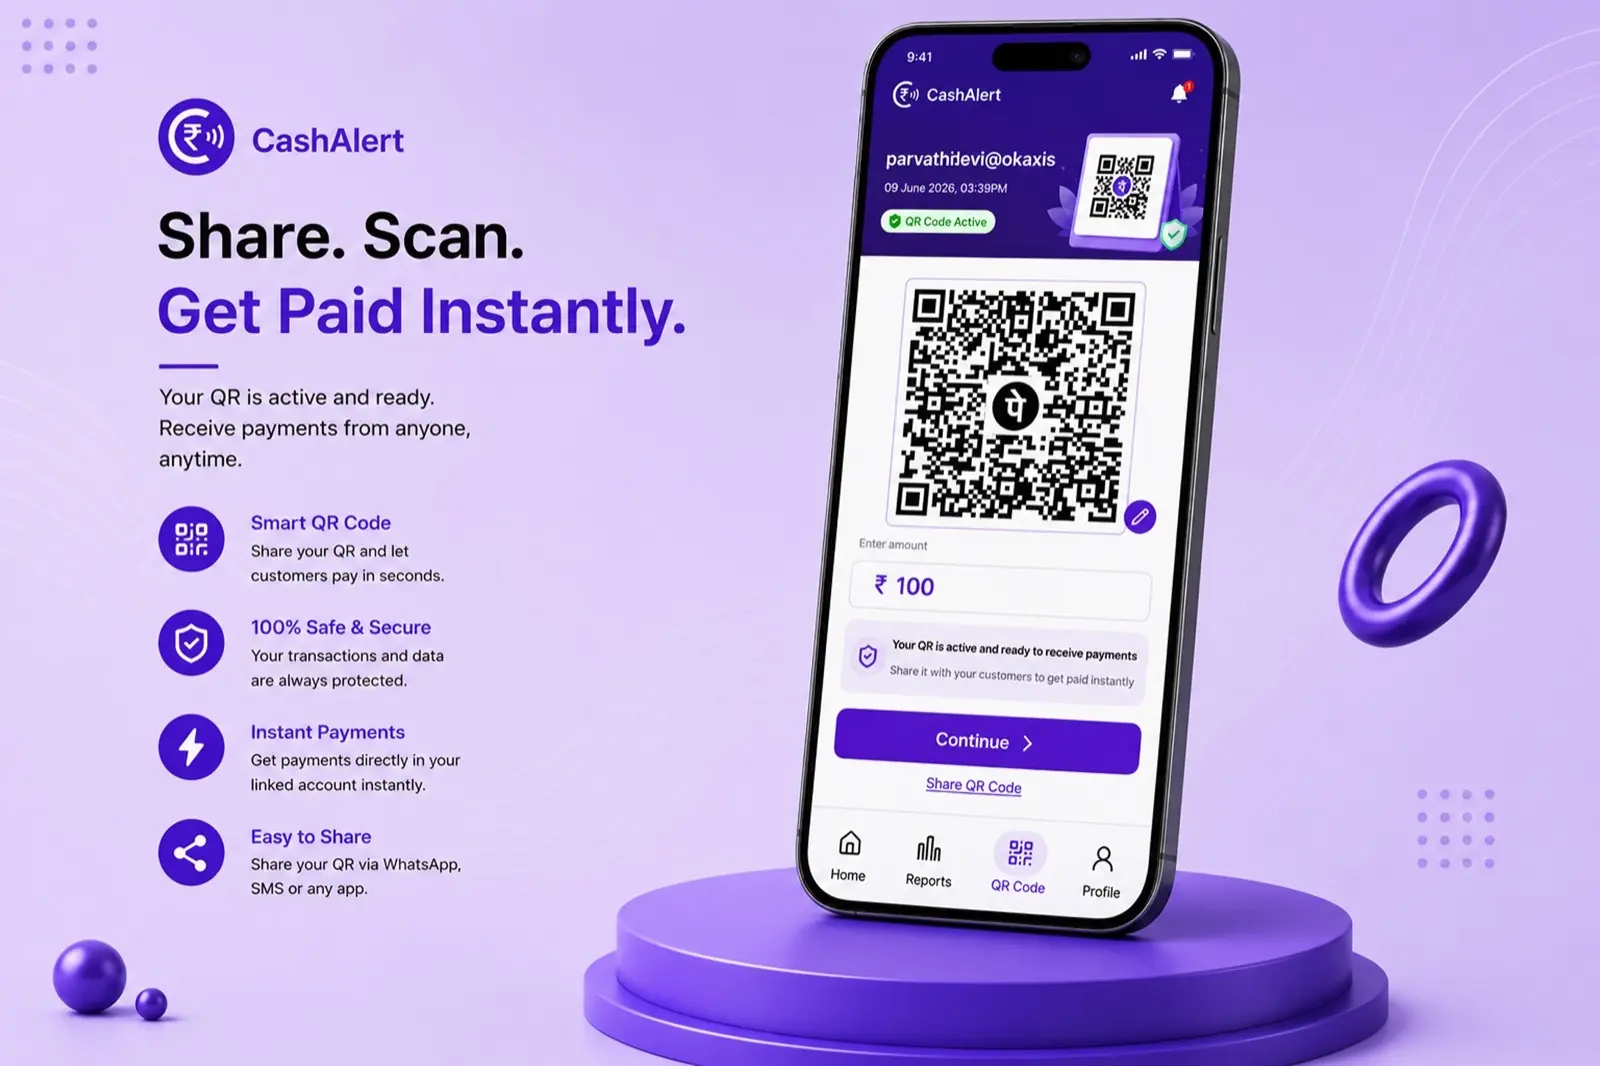 CashAlert
Share. Scan.
Get Paid Instantly.
Your QR is active and ready.
Receive payments from anyone,
anytime.
Smart QR Code
Share your QR and let
customers pay in seconds.
100% Safe & Secure
Your transactions and data
are always protected.
Instant Payments
Get payments directly in your
linked account instantly.
Easy to Share
Share your QR via WhatsApp,
SMS or any app.
9:41
CashAlert
1
parvathidevi@okaxis
09 June 2026, 03:39PM
QR Code Active
पे
पे
Enter amount
₹ 100
Your QR is active and ready to receive payments
Share it with your customers to get paid instantly
Continue
Share QR Code
Home
Reports
QR Code
Profile